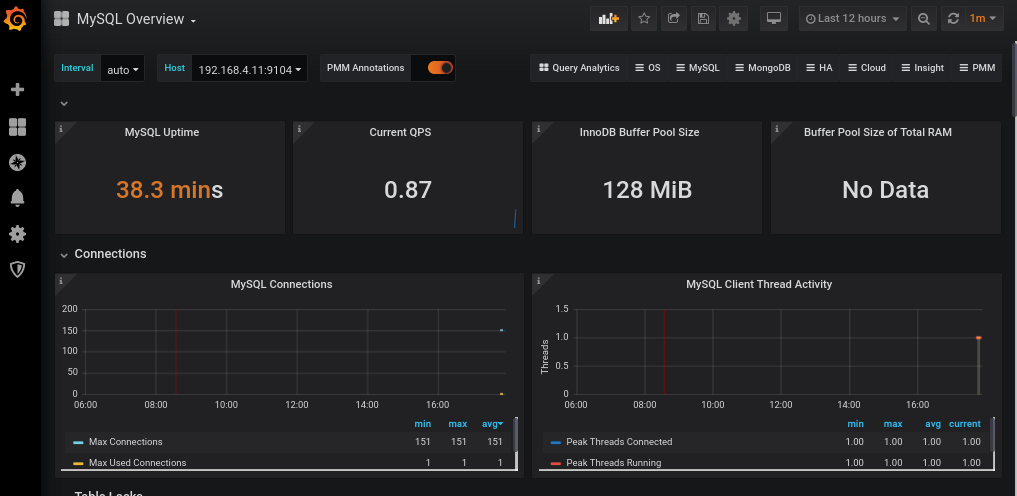 MySQL Overview
Last 12 hours
1m
Interval
auto
Host
192.168.4.11:9104
PMM Annotations
Query Analytics
OS
MySQL
MongoDB
HA
Cloud
Insight
PMM
MySQL Uptime
38.3 mins
Current QPS
0.87
InnoDB Buffer Pool Size
128 MiB
Buffer Pool Size of Total RAM
No Data
Connections
MySQL Connections
200
150
100
50
0
06:00 08:00 10:00 12:00 14:00 16:00
min max avg
Max Connections 151 151 151
Max Used Connections 1 1 1
MySQL Client Thread Activity
Threads
1.5
1.0
0.5
0
06:00 08:00 10:00 12:00 14:00 16:00
min max avg current
Peak Threads Connected 1.00 1.00 1.00 1.00
Peak Threads Running 1.00 1.00 1.00 1.00
Table Locks